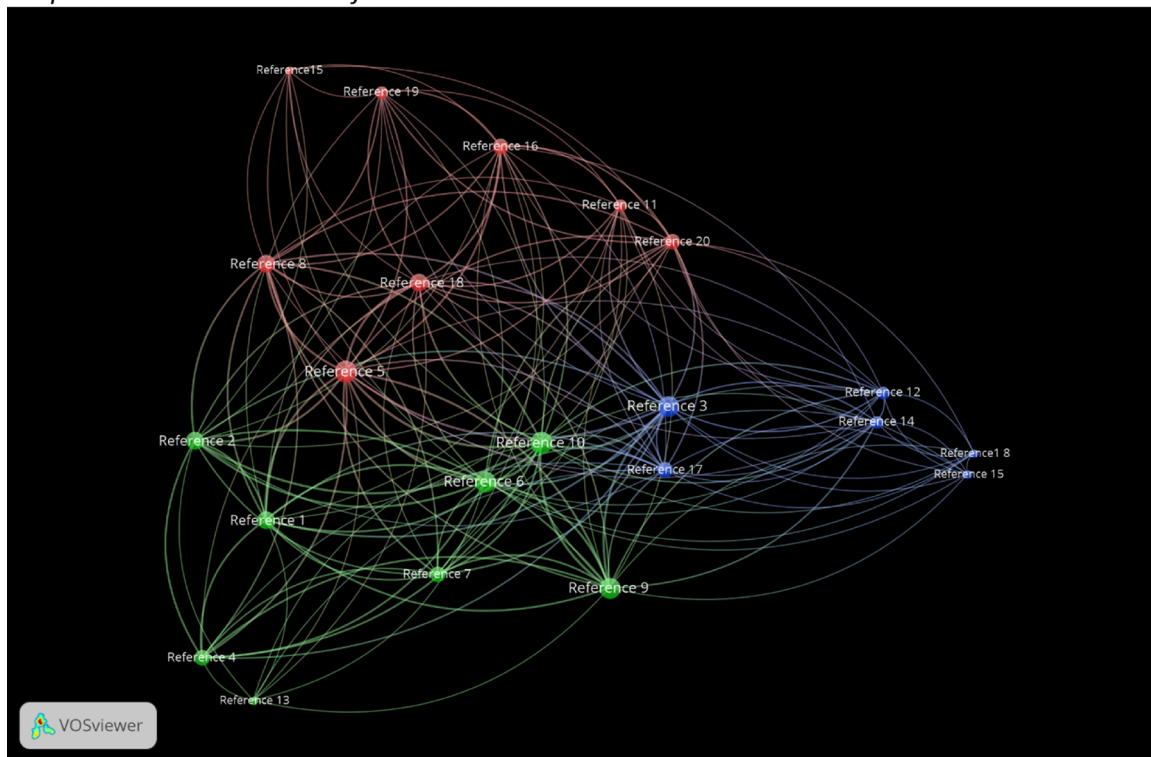 Reference15
Reference 19
Reference 16
Reference 11
Reference 20
Reference 8
Reference 18
Reference 5
Reference 12
Reference 3
Reference 14
Reference 2
Reference 10
Reference1 8
Reference 17
Reference 15
Reference 6
Reference 1
Reference 7
Reference 9
Reference 4
Reference 13
VOSviewer